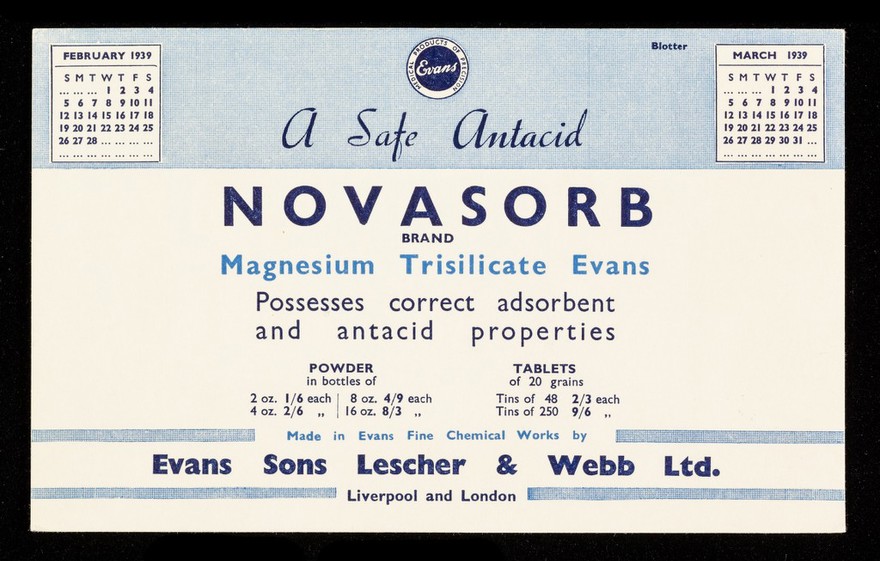 FEBRUARY 1939
S M T W T F S
... ... ... 1 2 3 4
5 6 7 8 9 10 11
12 13 14 15 16 17 18
19 20 21 22 23 24 25
26 27 28 ... ... ... ...
... ... ... ... ... ... ...
MEDICAL PRODUCTS OF PRECISION
Evans
Blotter
MARCH 1939
S M T W T F S
... ... ... 1 2 3 4
5 6 7 8 9 10 11
12 13 14 15 16 17 18
19 20 21 22 23 24 25
26 27 28 29 30 31 ...
... ... ... ... ... ... ...
A Safe Antacid
NOVASORB
BRAND
Magnesium Trisilicate Evans
Possesses correct adsorbent
and antacid properties
POWDER
in bottles of
2 oz. 1/6 each | 8 oz. 4/9 each
4 oz. 2/6 „ | 16 oz. 8/3 „
TABLETS
of 20 grains
Tins of 48 2/3 each
Tins of 250 9/6 „
Made in Evans Fine Chemical Works by
Evans Sons Lescher & Webb Ltd.
Liverpool and London